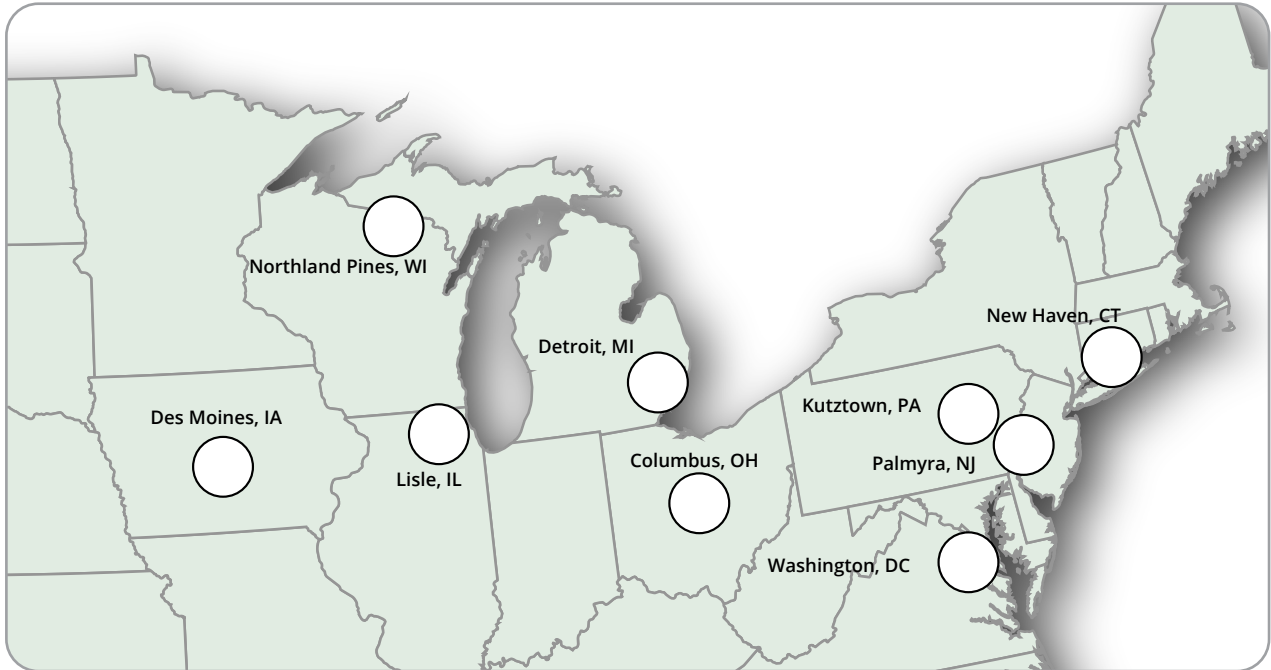 Northland Pines, WI
New Haven, CT
Detroit, MI
Kutztown, PA
Des Moines, IA
Columbus, OH
Palmyra, NJ
Lisle, IL
Washington, DC